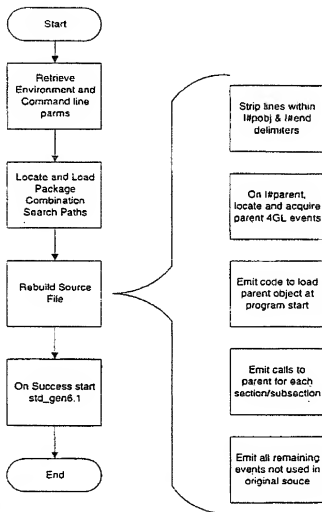 Start
Retrieve
Environment and
Command line
parms
Locate and Load
Package
Combination
Search Paths
Rebuild Source
File
On Success start
std_gen6.1
End
Strip lines within
!#pobj & !#end
delimiters
On !#parent,
locate and acquire
parent 4GL events
Emit code to load
parent object at
program start
Emit calls to
parent for each
section/subsection
Emit all remaining
events not used in
original souce